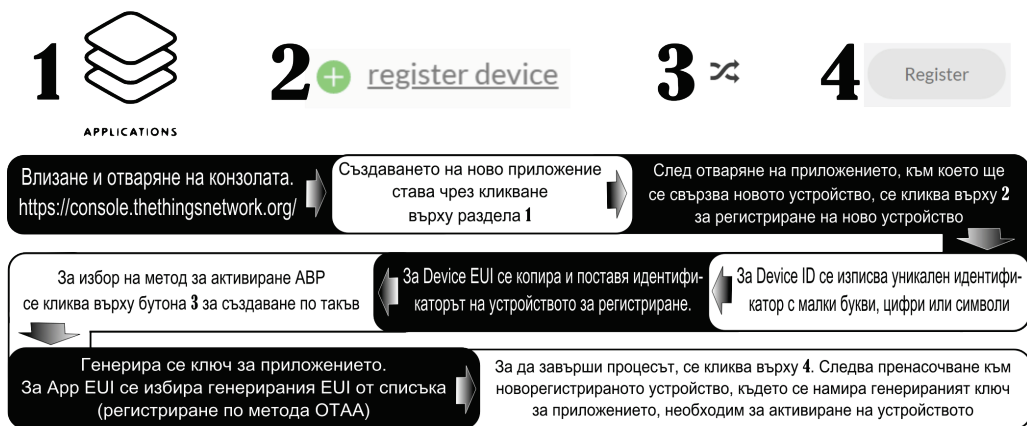 1
APPLICATIONS
2 register device
3
4 Register
Влизане и отваряне на конзолата.
https://console.thethingsnetwork.org/
Създаването на ново приложение
става чрез кликване
върху раздела 1
След отваряне на приложението, към което ще
се свързва новото устройство, се кликва върху 2
за регистриране на ново устройство
За Device ID се изписва уникален идентифи-
катор с малки букви, цифри или символи
За Device EUI се копира и поставя идентифи-
каторът на устройството за регистриране.
За избор на метод за активиране ABP
се кликва върху бутона 3 за създаване по такъв
Генерира се ключ за приложението.
За App EUI се избира генерирания EUI от списъка
(регистриране по метода OTAA)
За да завърши процесът, се кликва върху 4. Следва пренасочване към
новорегистрираното устройство, където се намира генерираният ключ
за приложението, необходим за активиране на устройството